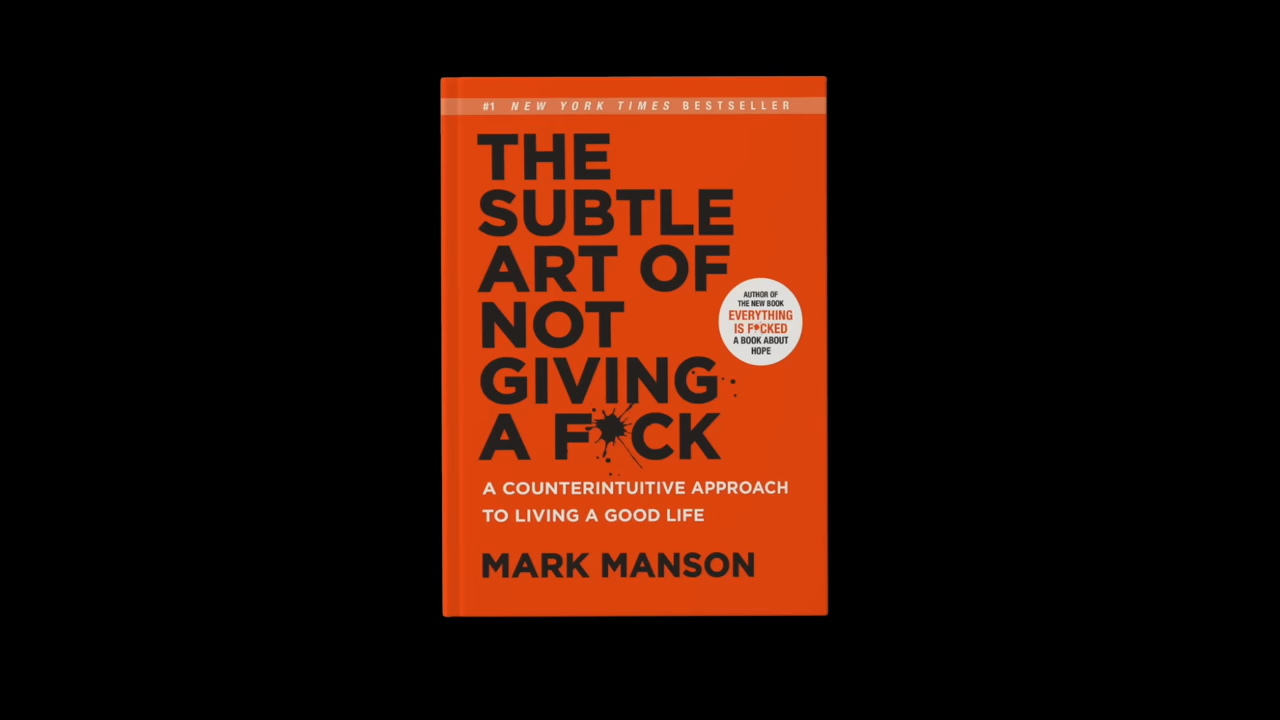 #1 NEW YORK TIMES BESTSELLER
THE
SUBTLE
ART OF
NOT
GIVING
A F*CK
AUTHOR OF
THE NEW BOOK
EVERYTHING
IS F*CKED
A BOOK ABOUT
HOPE
A COUNTERINTUITIVE APPROACH
TO LIVING A GOOD LIFE
MARK MANSON